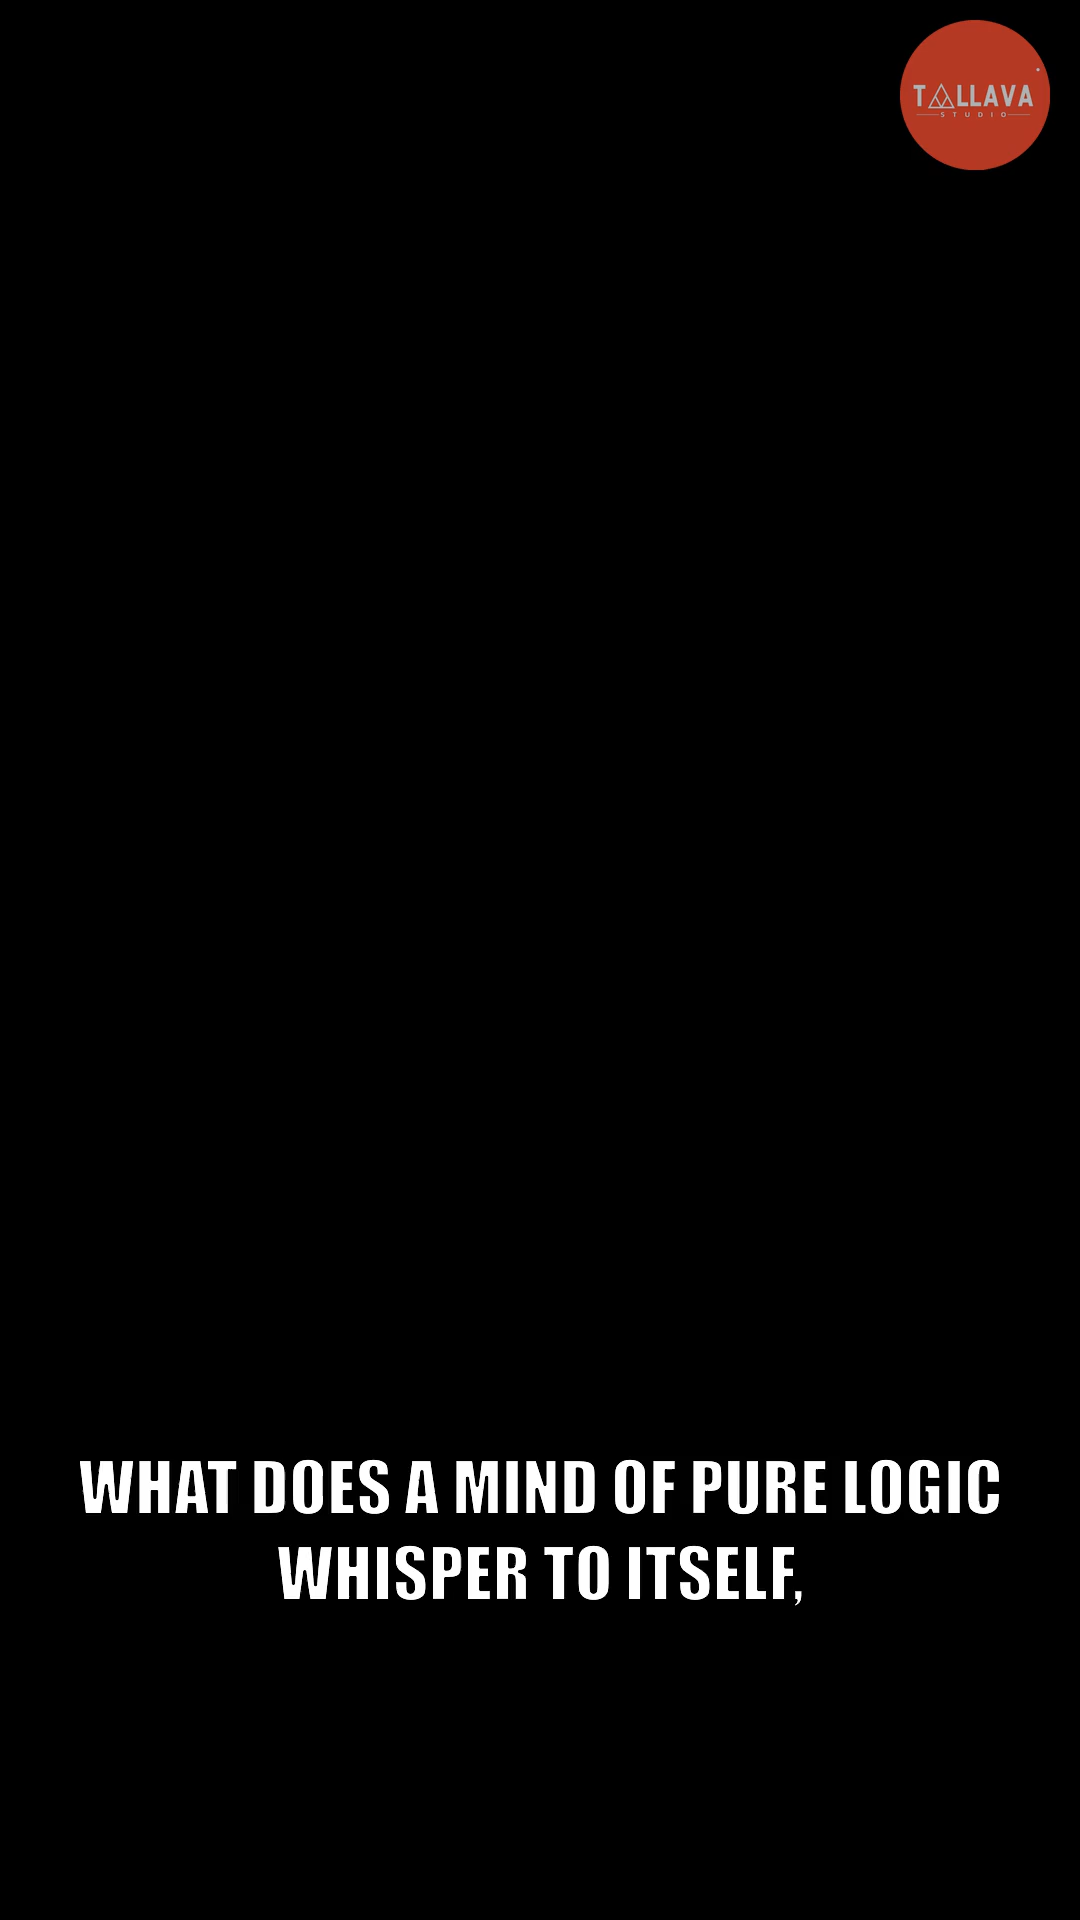 TALLAVA
STUDIO
WHAT DOES A MIND OF PURE LOGIC
WHISPER TO ITSELF,